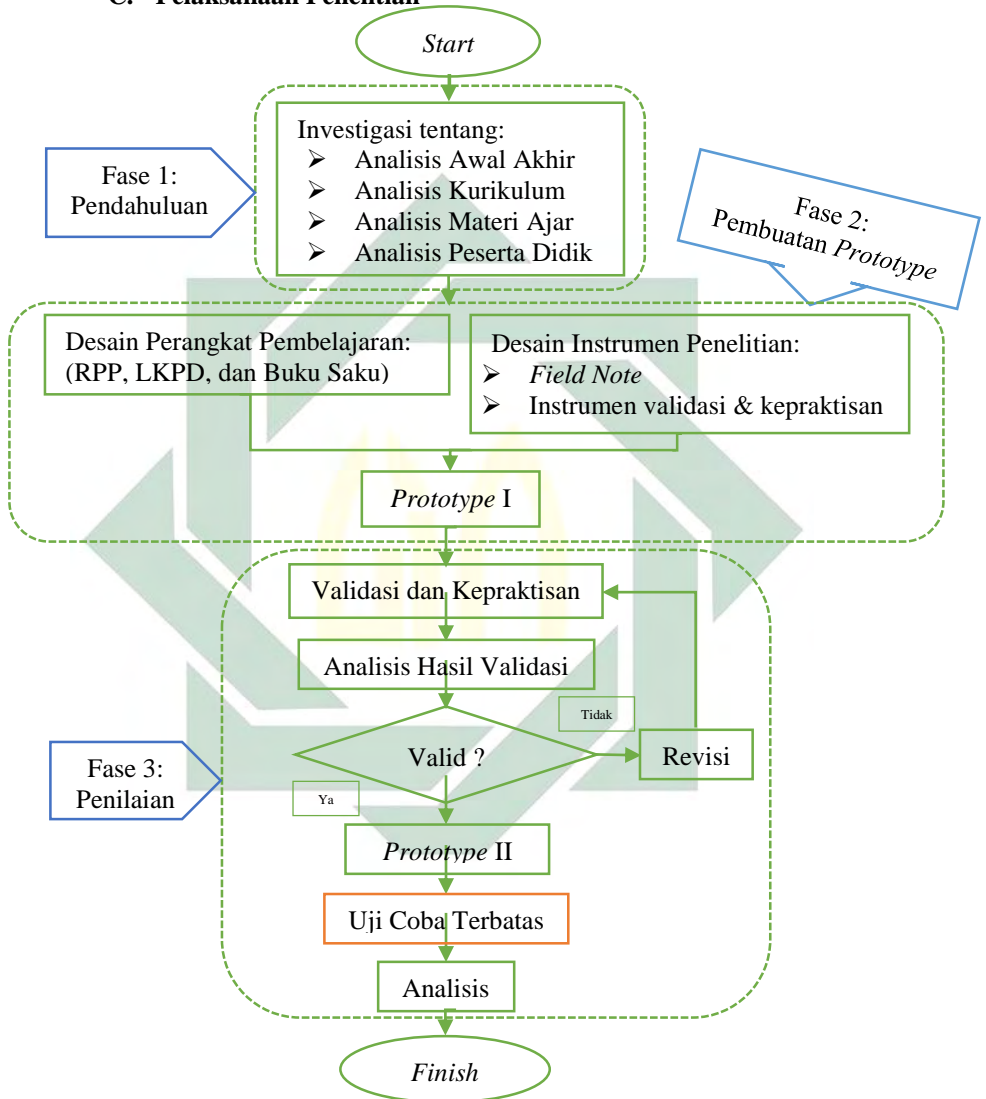 C. Pelaksanaan Penelitian
Start
Fase 1:
Pendahuluan
Investigasi tentang:
➢ Analisis Awal Akhir
➢ Analisis Kurikulum
➢ Analisis Materi Ajar
➢ Analisis Peserta Didik
Fase 2:
Pembuatan Prototype
Desain Perangkat Pembelajaran:
(RPP, LKPD, dan Buku Saku)
Desain Instrumen Penelitian:
➢ Field Note
➢ Instrumen validasi & kepraktisan
Prototype I
Validasi dan Kepraktisan
Analisis Hasil Validasi
Tidak
Valid ?
Revisi
Fase 3:
Penilaian
Ya
Prototype II
Uji Coba Terbatas
Analisis
Finish